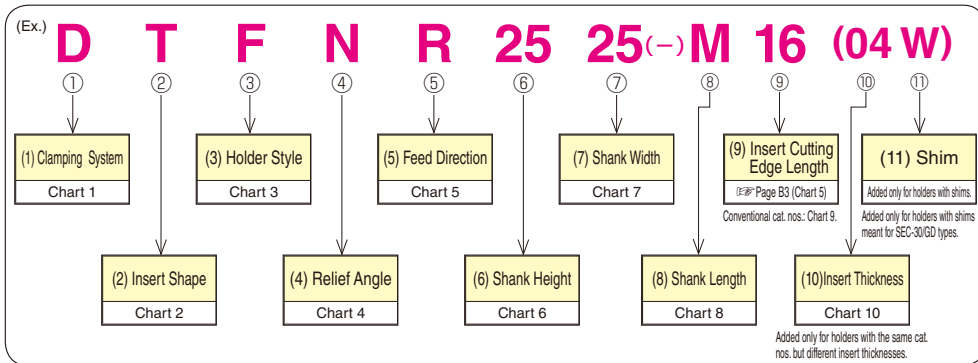 (Ex.) D T F N R 25 25(-) M 16 (04 W)
① ② ③ ④ ⑤ ⑥ ⑦ ⑧ ⑨ ⑩ ⑪
(1) Clamping System
Chart 1
(3) Holder Style
Chart 3
(5) Feed Direction
Chart 5
(7) Shank Width
Chart 7
(9) Insert Cutting
Edge Length
☞ Page B3 (Chart 5)
Conventional cat. nos.: Chart 9.
(11) Shim
Added only for holders with shims.
Added only for holders with shims
meant for SEC-30/GD types.
(2) Insert Shape
Chart 2
(4) Relief Angle
Chart 4
(6) Shank Height
Chart 6
(8) Shank Length
Chart 8
(10)Insert Thickness
Chart 10
Added only for holders with the same cat.
nos. but different insert thicknesses.